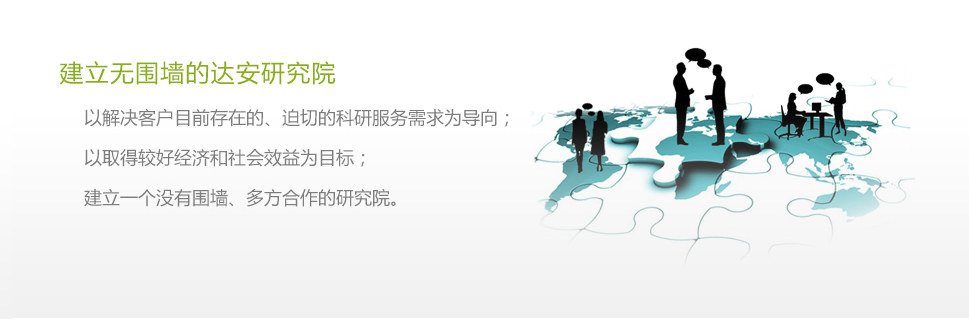 建立无围墙的达安研究院
以解决客户目前存在的、迫切的科研服务需求为导向；
以取得较好经济和社会效益为目标；
建立一个没有围墙、多方合作的研究院。